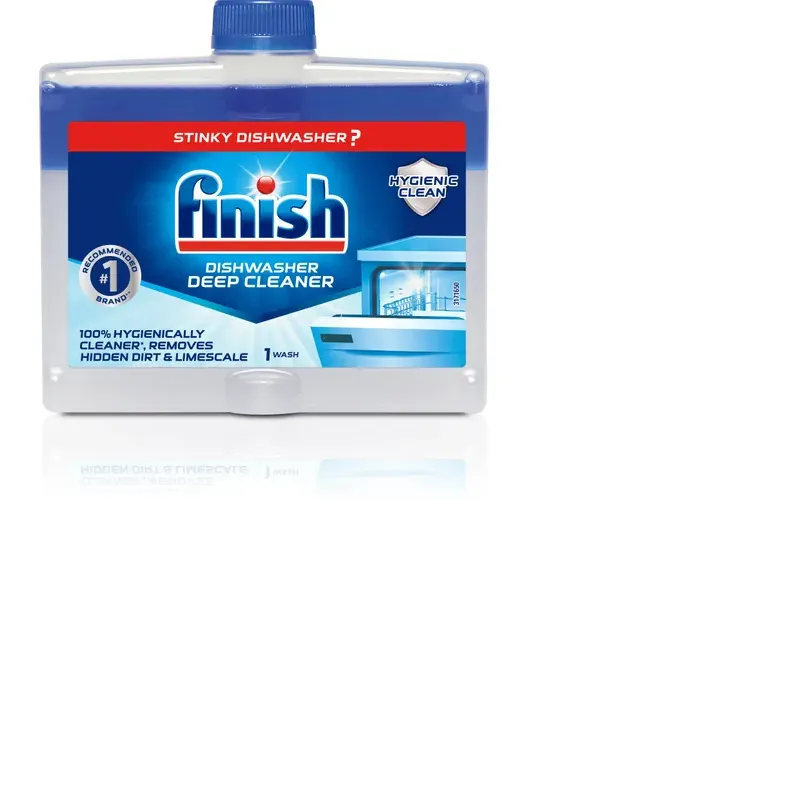 STINKY DISHWASHER?
finish
HYGIENIC
CLEAN
DISHWASHER
DEEP CLEANER
RECOMMENDED
#1
BRAND**
3171650
100% HYGIENICALLY
CLEANER*, REMOVES
HIDDEN DIRT & LIMESCALE
1 WASH